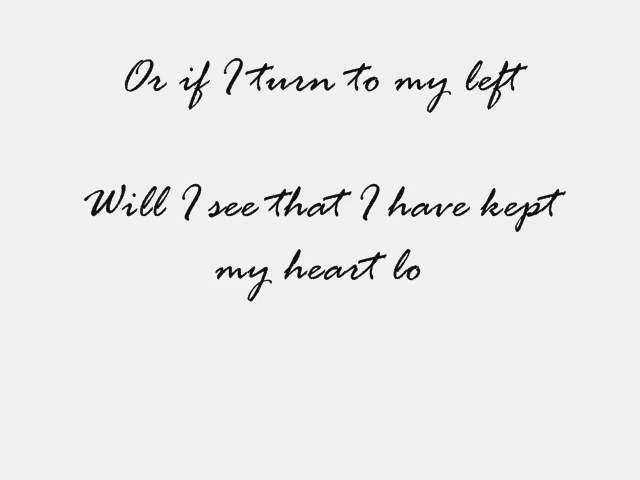 Or if I turn to my left
Will I see that I have kept
my heart lo